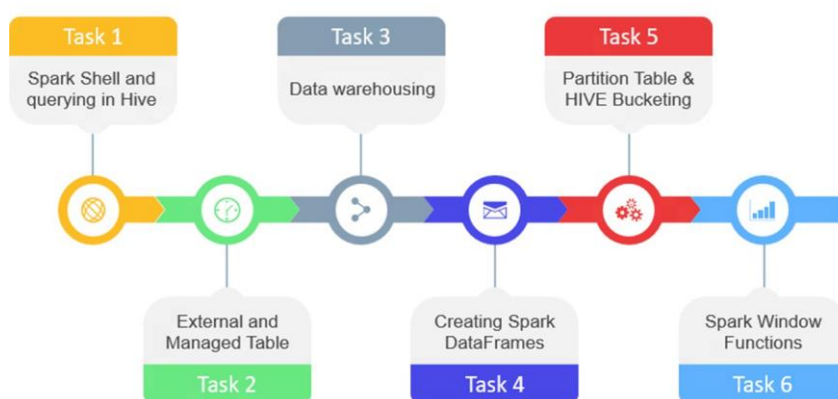 Task 1
Spark Shell and
querying in Hive
External and
Managed Table
Task 2
Task 3
Data warehousing
Creating Spark
DataFrames
Task 4
Task 5
Partition Table &
HIVE Bucketing
Spark Window
Functions
Task 6